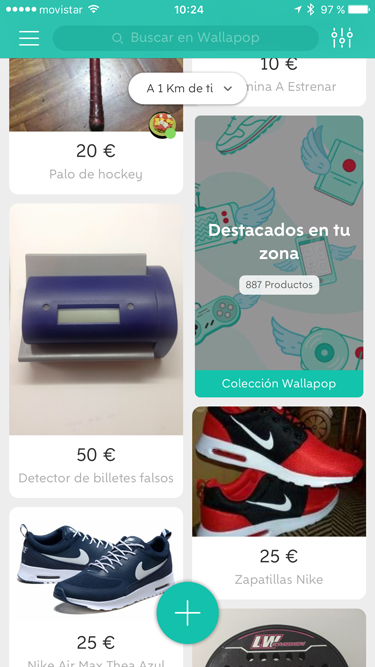 movistar 10:24 97 %
Buscar en Wallapop
A 1 Km de ti
10 €
mina A Estrenar
20 €
Palo de hockey
Destacados en tu
zona
887 Productos
Colección Wallapop
50 €
Detector de billetes falsos
25 €
Zapatillas Nike
25 €
Nike Air Max Thea Azul
LW